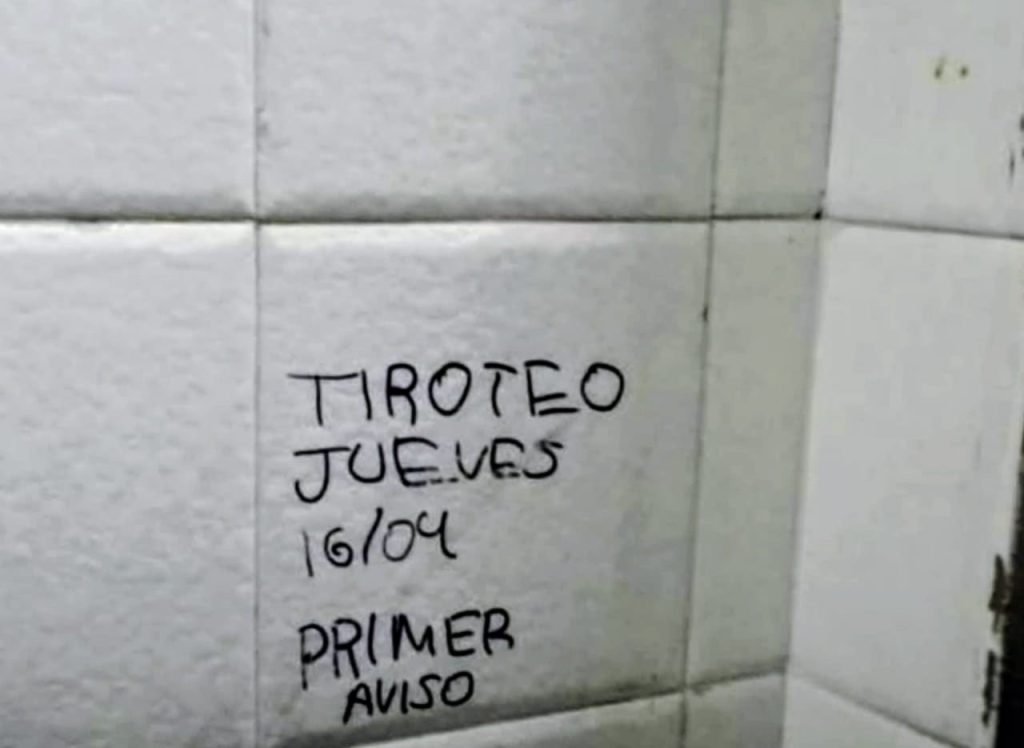 TIROTEO
JUEVES
16/04
PRIMER
AVISO